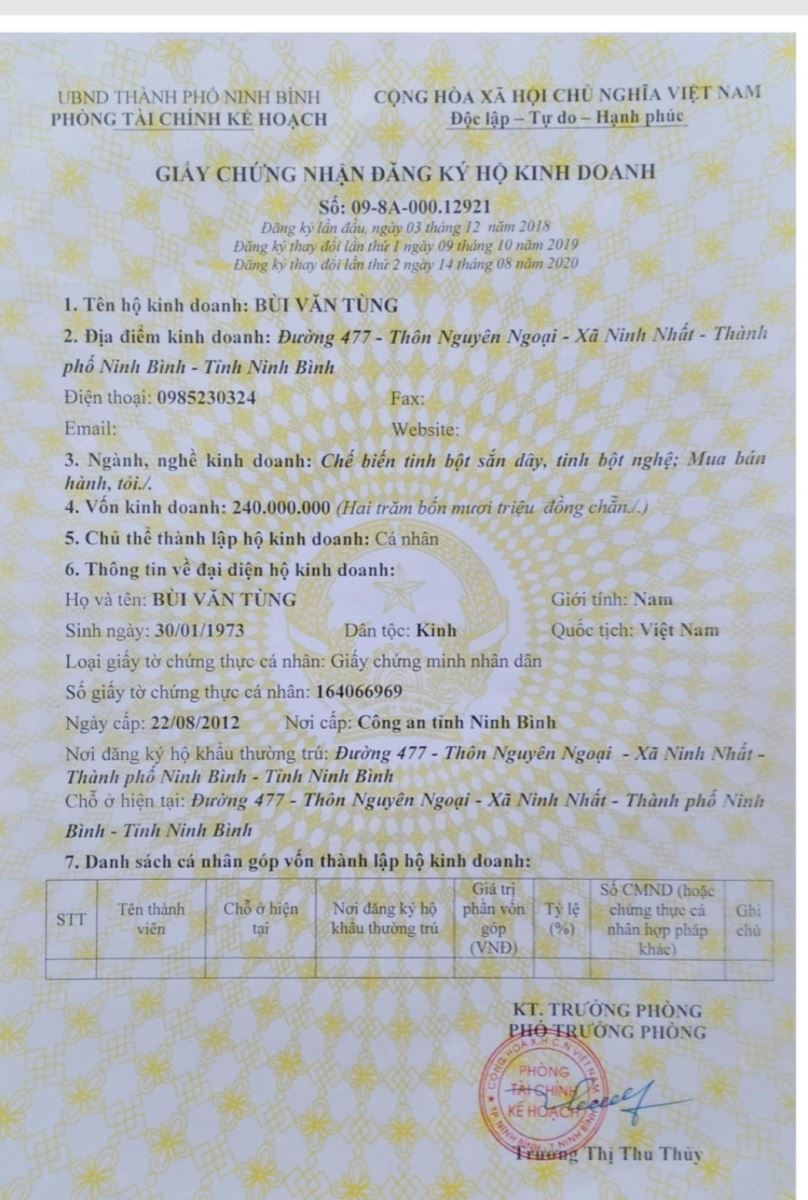 UBND THÀNH PHỐ NINH BÌNH
PHÒNG TÀI CHÍNH KẾ HOẠCH
CỘNG HÒA XÃ HỘI CHỦ NGHĨA VIỆT NAM
Độc lập – Tự do – Hạnh phúc
GIẤY CHỨNG NHẬN ĐĂNG KÝ HỘ KINH DOANH
Số: 09-8A-000.12921
Đăng ký lần đầu, ngày 03 tháng 12 năm 2018
Đăng ký thay đổi lần thứ 1 ngày 09 tháng 10 năm 2019
Đăng ký thay đổi lần thứ 2 ngày 14 tháng 08 năm 2020
1. Tên hộ kinh doanh: BÙI VĂN TÙNG
2. Địa điểm kinh doanh: Đường 477 - Thôn Nguyên Ngoại - Xã Ninh Nhất - Thành
phố Ninh Bình - Tỉnh Ninh Bình
Điện thoại: 0985230324 Fax:
Email: Website:
3. Ngành, nghề kinh doanh: Chế biến tinh bột sắn dây, tinh bột nghệ; Mua bán
hành, tỏi./.
4. Vốn kinh doanh: 240.000.000 (Hai trăm bốn mươi triệu đồng chẵn./.)
5. Chủ thể thành lập hộ kinh doanh: Cá nhân
6. Thông tin về đại diện hộ kinh doanh:
Họ và tên: BÙI VĂN TÙNG Giới tính: Nam
Sinh ngày: 30/01/1973 Dân tộc: Kinh Quốc tịch: Việt Nam
Loại giấy tờ chứng thực cá nhân: Giấy chứng minh nhân dân
Số giấy tờ chứng thực cá nhân: 164066969
Ngày cấp: 22/08/2012 Nơi cấp: Công an tỉnh Ninh Bình
Nơi đăng ký hộ khẩu thường trú: Đường 477 - Thôn Nguyên Ngoại - Xã Ninh Nhất -
Thành phố Ninh Bình - Tỉnh Ninh Bình
Chỗ ở hiện tại: Đường 477 - Thôn Nguyên Ngoại - Xã Ninh Nhất - Thành phố Ninh
Bình - Tỉnh Ninh Bình
7. Danh sách cá nhân góp vốn thành lập hộ kinh doanh:
STT
Tên thành
viên
Chỗ ở hiện
tại
Nơi đăng ký hộ
khẩu thường trú
Giá trị
phần vốn
góp
(VNĐ)
Tỷ lệ
(%)
Số CMND (hoặc
chứng thực cá
nhân hợp pháp
khác)
Ghi
chú
KT. TRƯỞNG PHÒNG
PHÓ TRƯỞNG PHÒNG
CỘNG HÒA X.H.C.N VIỆT NAM
PHÒNG
TÀI CHÍNH
KẾ HOẠCH
TP. NINH BÌNH - T. NINH BÌNH
Trương Thị Thu Thủy